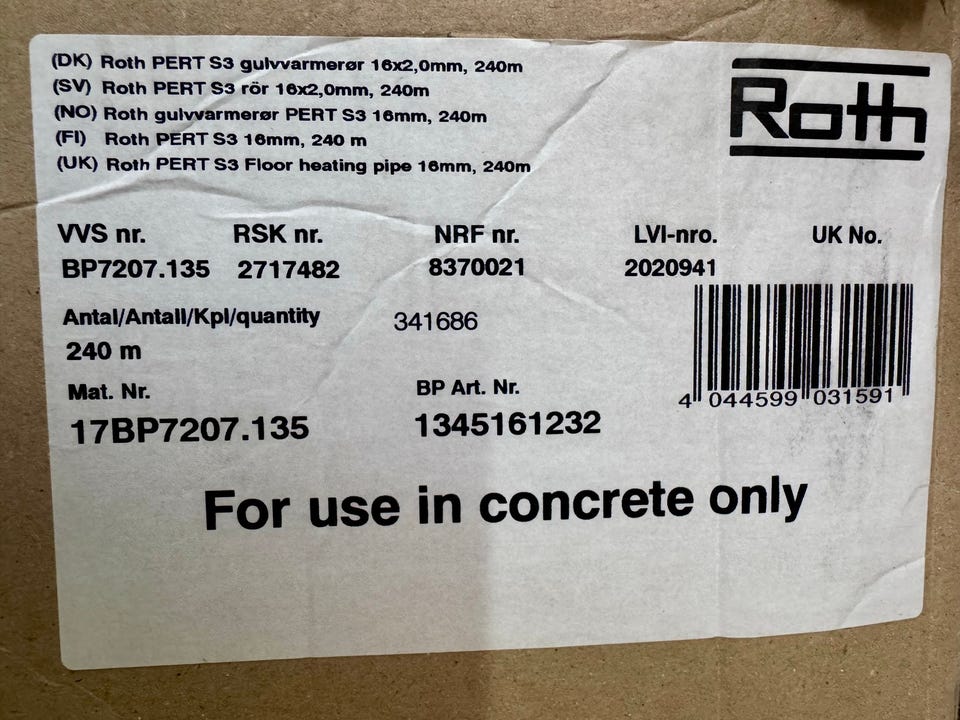 (DK) Roth PERT S3 gulvvarmerør 16x2,0mm, 240m
(SV) Roth PERT S3 rör 16x2,0mm, 240m
(NO) Roth gulvvarmerør PERT S3 16mm, 240m
(FI) Roth PERT S3 16mm, 240 m
(UK) Roth PERT S3 Floor heating pipe 16mm, 240m
Roth
VVS nr. RSK nr. NRF nr. LVI-nro. UK No.
BP7207.135 2717482 8370021 2020941
Antal/Antall/Kpl/quantity 341686
240 m
4 044599 031591
Mat. Nr. BP Art. Nr.
17BP7207.135 1345161232
For use in concrete only